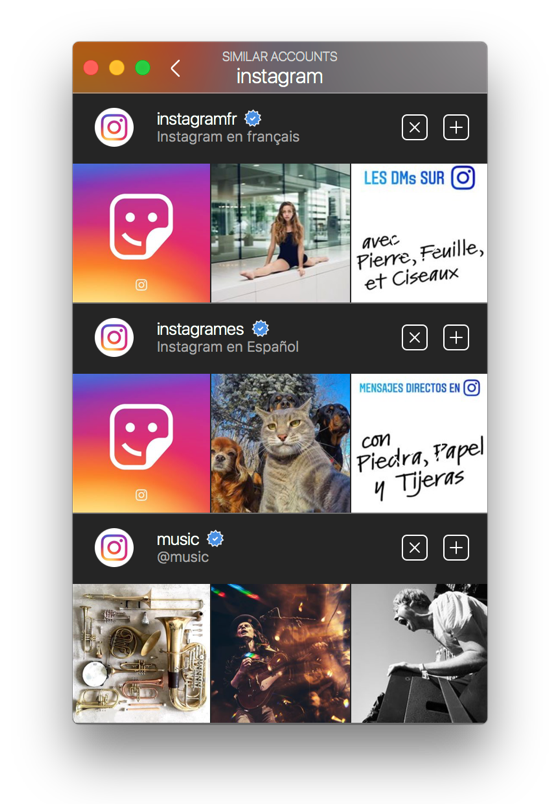 SIMILAR ACCOUNTS
instagram
instagramfr
Instagram en français
LES DMs SUR
avec
Pierre, Feuille,
et Ciseaux
instagrames
Instagram en Español
MENSAJES DIRECTOS EN
con
Piedra, Papel
y Tijeras
music
@music